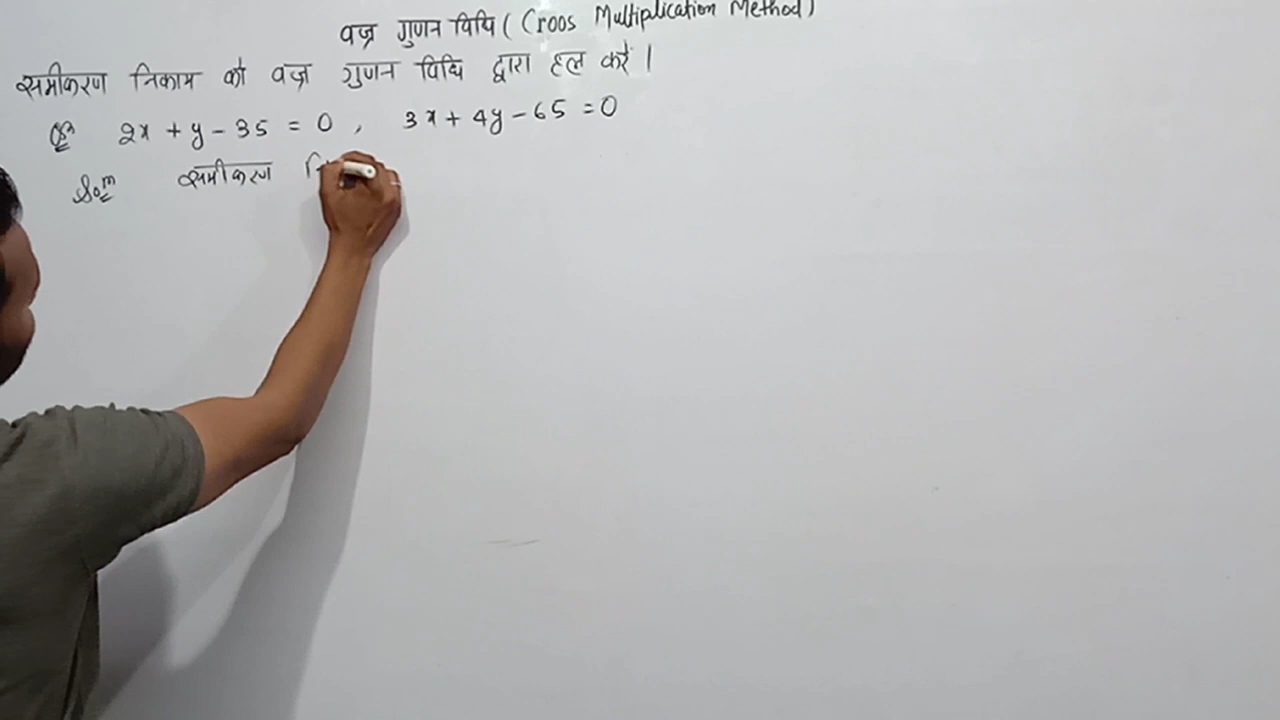 वज्र गुणन विधि ( Croos Multiplication Method )
समीकरण निकाय को वज्र गुणन विधि द्वारा हल करें ।
Q 2x + y - 35 = 0 , 3x + 4y - 65 = 0
Som समीकरण